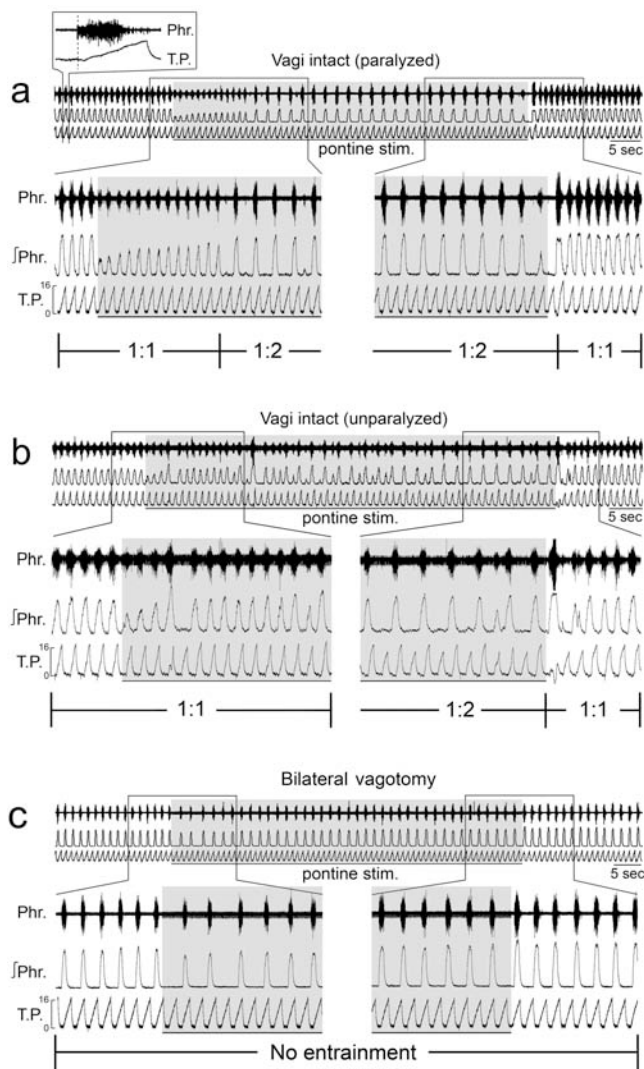 Phr.
T.P.
a
Vagi intact (paralyzed)
pontine stim.
5 sec
Phr.
∫Phr.
T.P.
16
0
1:1 1:2 1:2 1:1
b
Vagi intact (unparalyzed)
pontine stim.
5 sec
Phr.
∫Phr.
T.P.
16
0
1:1 1:2 1:1
c
Bilateral vagotomy
pontine stim.
5 sec
Phr.
∫Phr.
T.P.
16
0
No entrainment